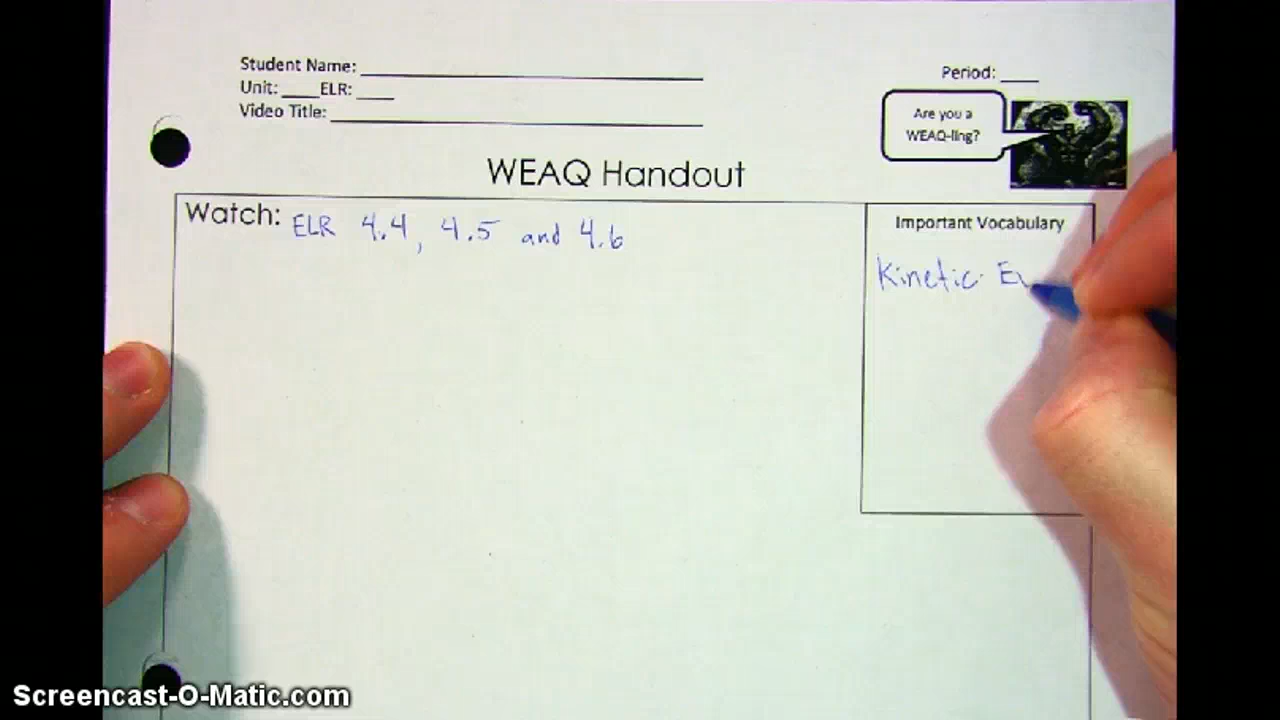 Student Name:
Period:
Unit: ELR:
Video Title:
Are you a
WEAQ-ling?
WEAQ Handout
Watch: ELR 4.4, 4.5 and 4.6
Important Vocabulary
Kinetic
Screencast-O-Matic.com